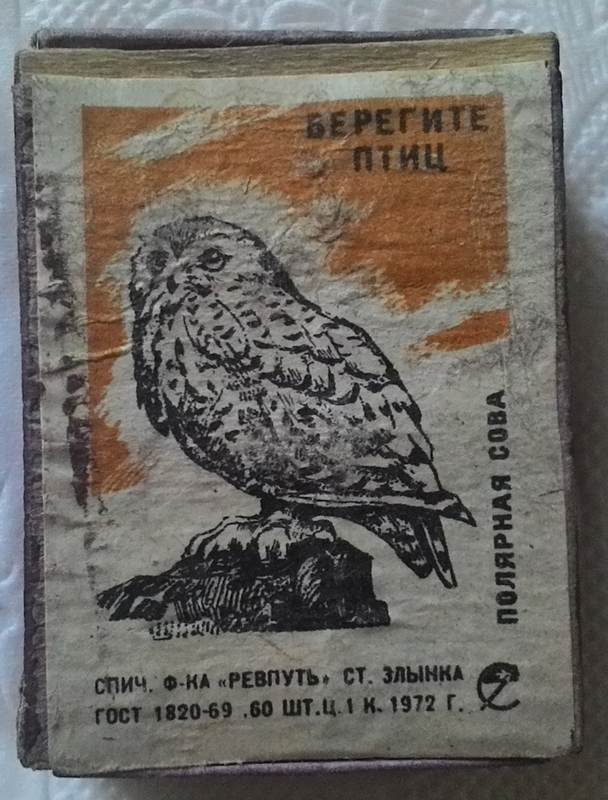 БЕРЕГИТЕ
ПТИЦ
ПОЛЯРНАЯ СОВА
СПИЧ. Ф-КА «РЕВПУТЬ» СТ. ЗЛЫНКА
ГОСТ 1820-69 .60 ШТ.Ц.1 К. 1972 Г.